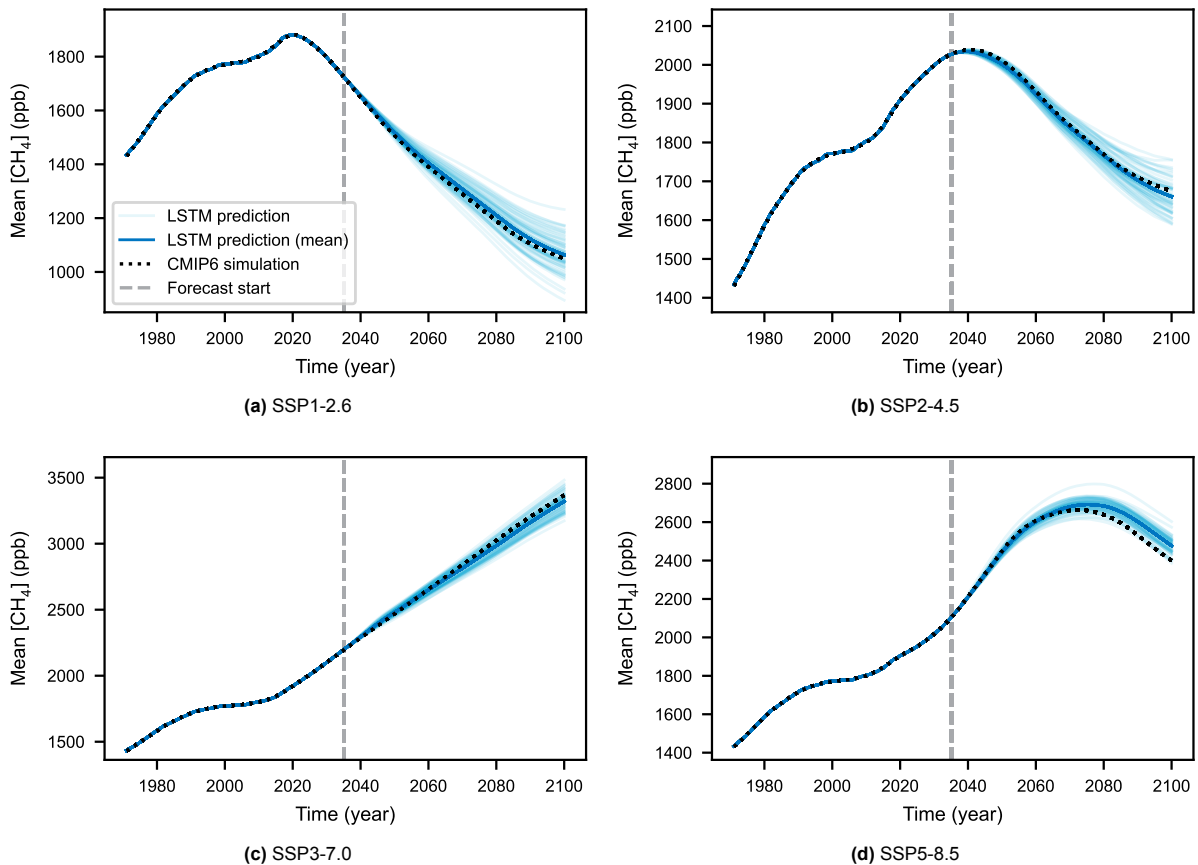 1800
1600
1400
1200
1000
Mean [CH4] (ppb)
LSTM prediction
LSTM prediction (mean)
CMIP6 simulation
Forecast start
1980 2000 2020 2040 2060 2080 2100
Time (year)
(a) SSP1-2.6
2100
2000
1900
1800
1700
1600
1500
1400
Mean [CH4] (ppb)
1980 2000 2020 2040 2060 2080 2100
Time (year)
(b) SSP2-4.5
3500
3000
2500
2000
1500
Mean [CH4] (ppb)
1980 2000 2020 2040 2060 2080 2100
Time (year)
(c) SSP3-7.0
2800
2600
2400
2200
2000
1800
1600
1400
Mean [CH4] (ppb)
1980 2000 2020 2040 2060 2080 2100
Time (year)
(d) SSP5-8.5